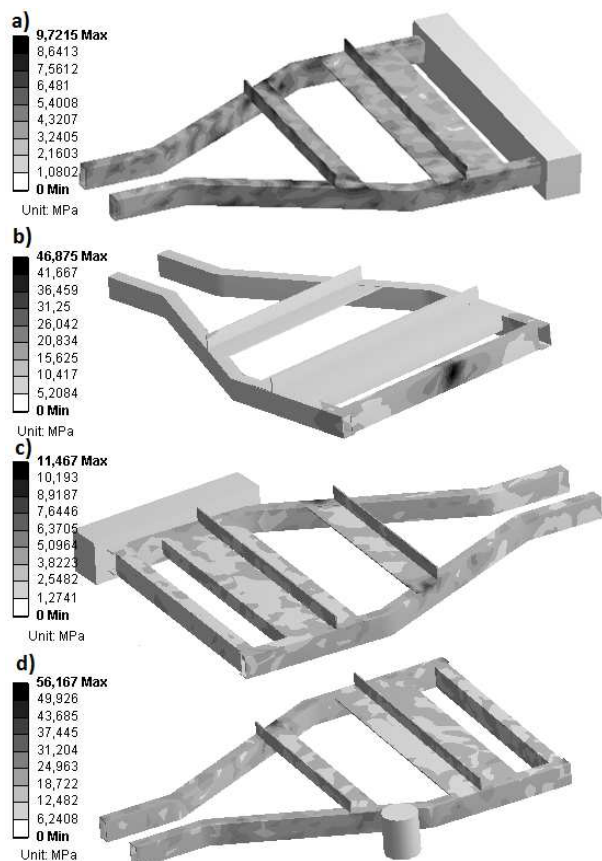 a)
9,7215 Max
8,6413
7,5612
6,481
5,4008
4,3207
3,2405
2,1603
1,0802
0 Min
Unit: MPa
b)
46,875 Max
41,667
36,459
31,25
26,042
20,834
15,625
10,417
5,2084
0 Min
Unit: MPa
c)
11,467 Max
10,193
8,9187
7,6446
6,3705
5,0964
3,8223
2,5482
1,2741
0 Min
Unit: MPa
d)
56,167 Max
49,926
43,685
37,445
31,204
24,963
18,722
12,482
6,2408
0 Min
Unit: MPa